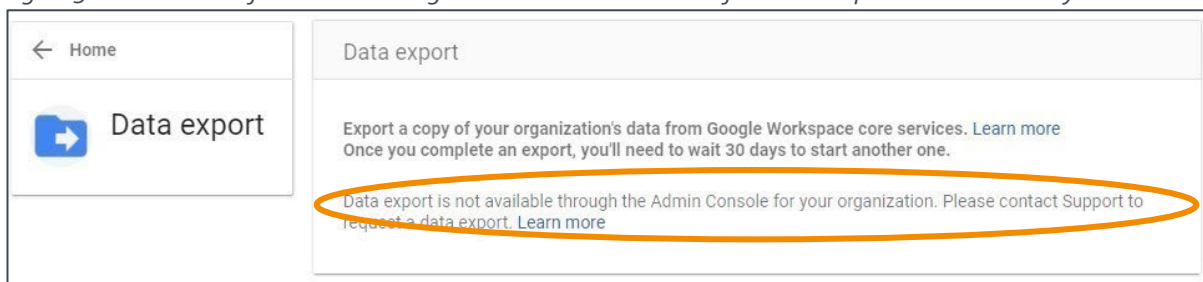 Home
Data export
Data export
Export a copy of your organization's data from Google Workspace core services. Learn more
Once you complete an export, you'll need to wait 30 days to start another one.
Data export is not available through the Admin Console for your organization. Please contact Support to
request a data export. Learn more